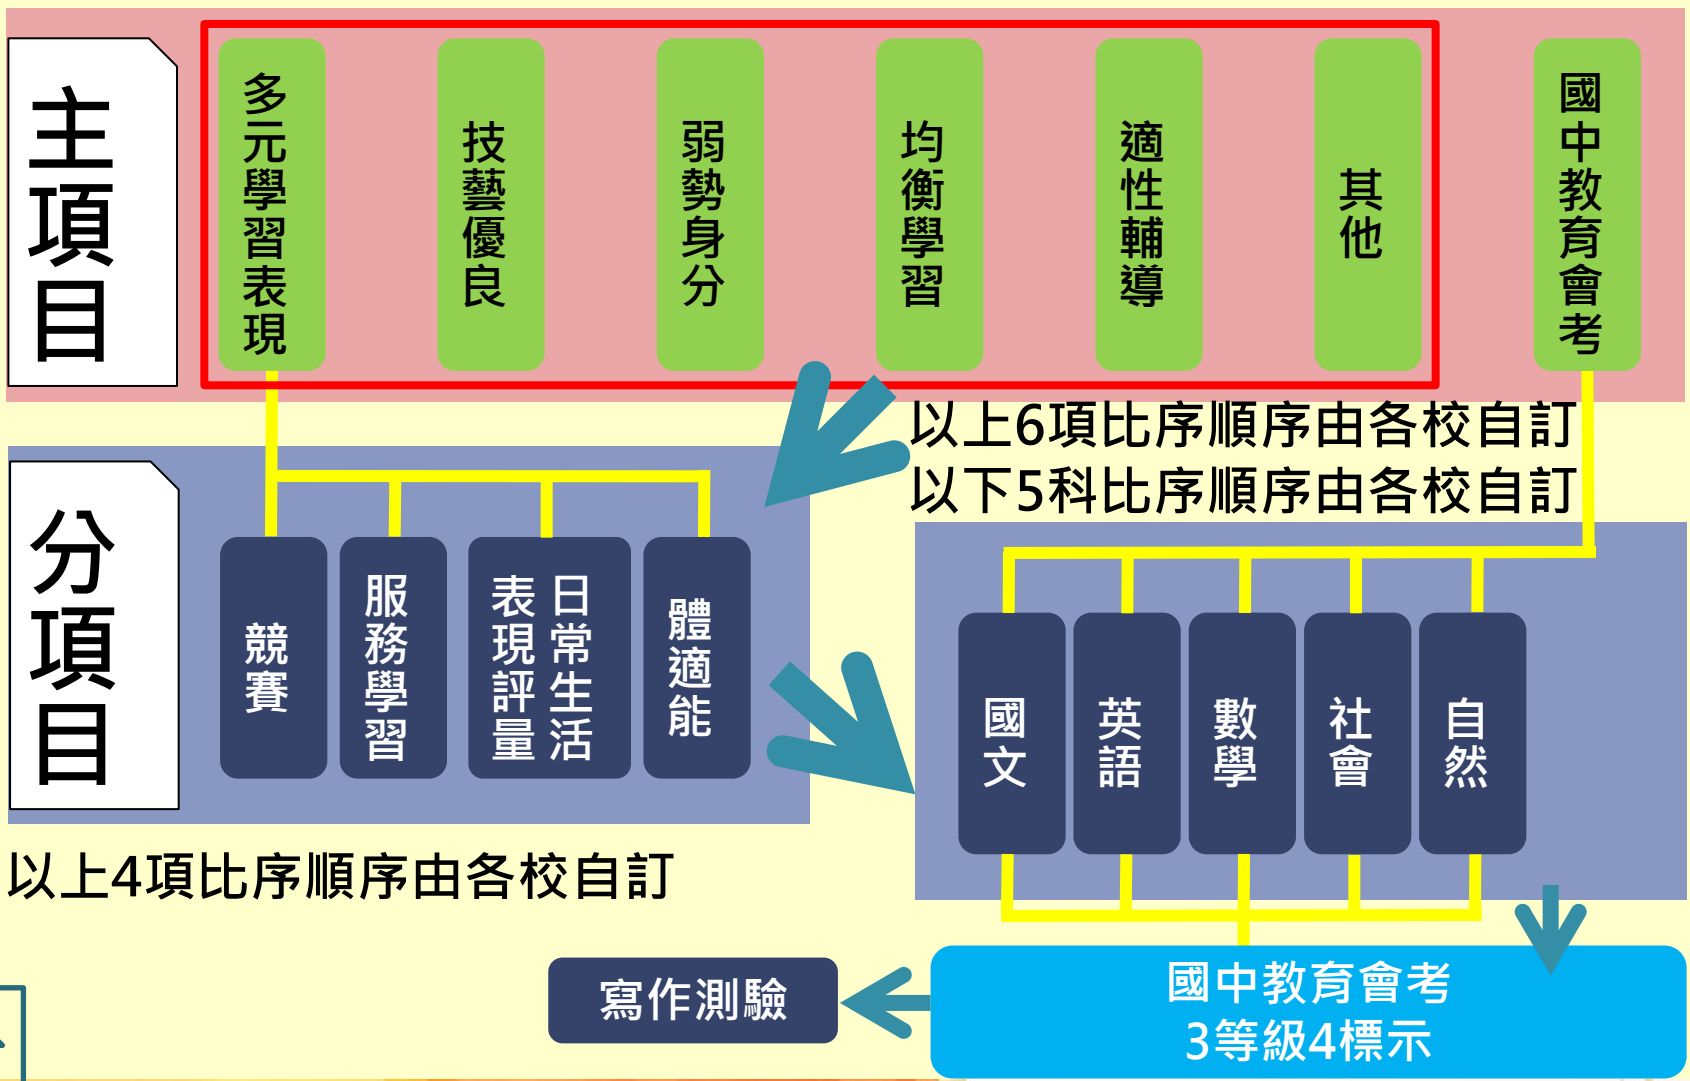 主項目
多元學習表現
技藝優良
弱勢身分
均衡學習
適性輔導
其他
國中教育會考
以上6項比序順序由各校自訂
以下5科比序順序由各校自訂
分項目
競賽
服務學習
日常生活
表現評量
體適能
國文
英語
數學
社會
自然
以上4項比序順序由各校自訂
寫作測驗
國中教育會考
3等級4標示